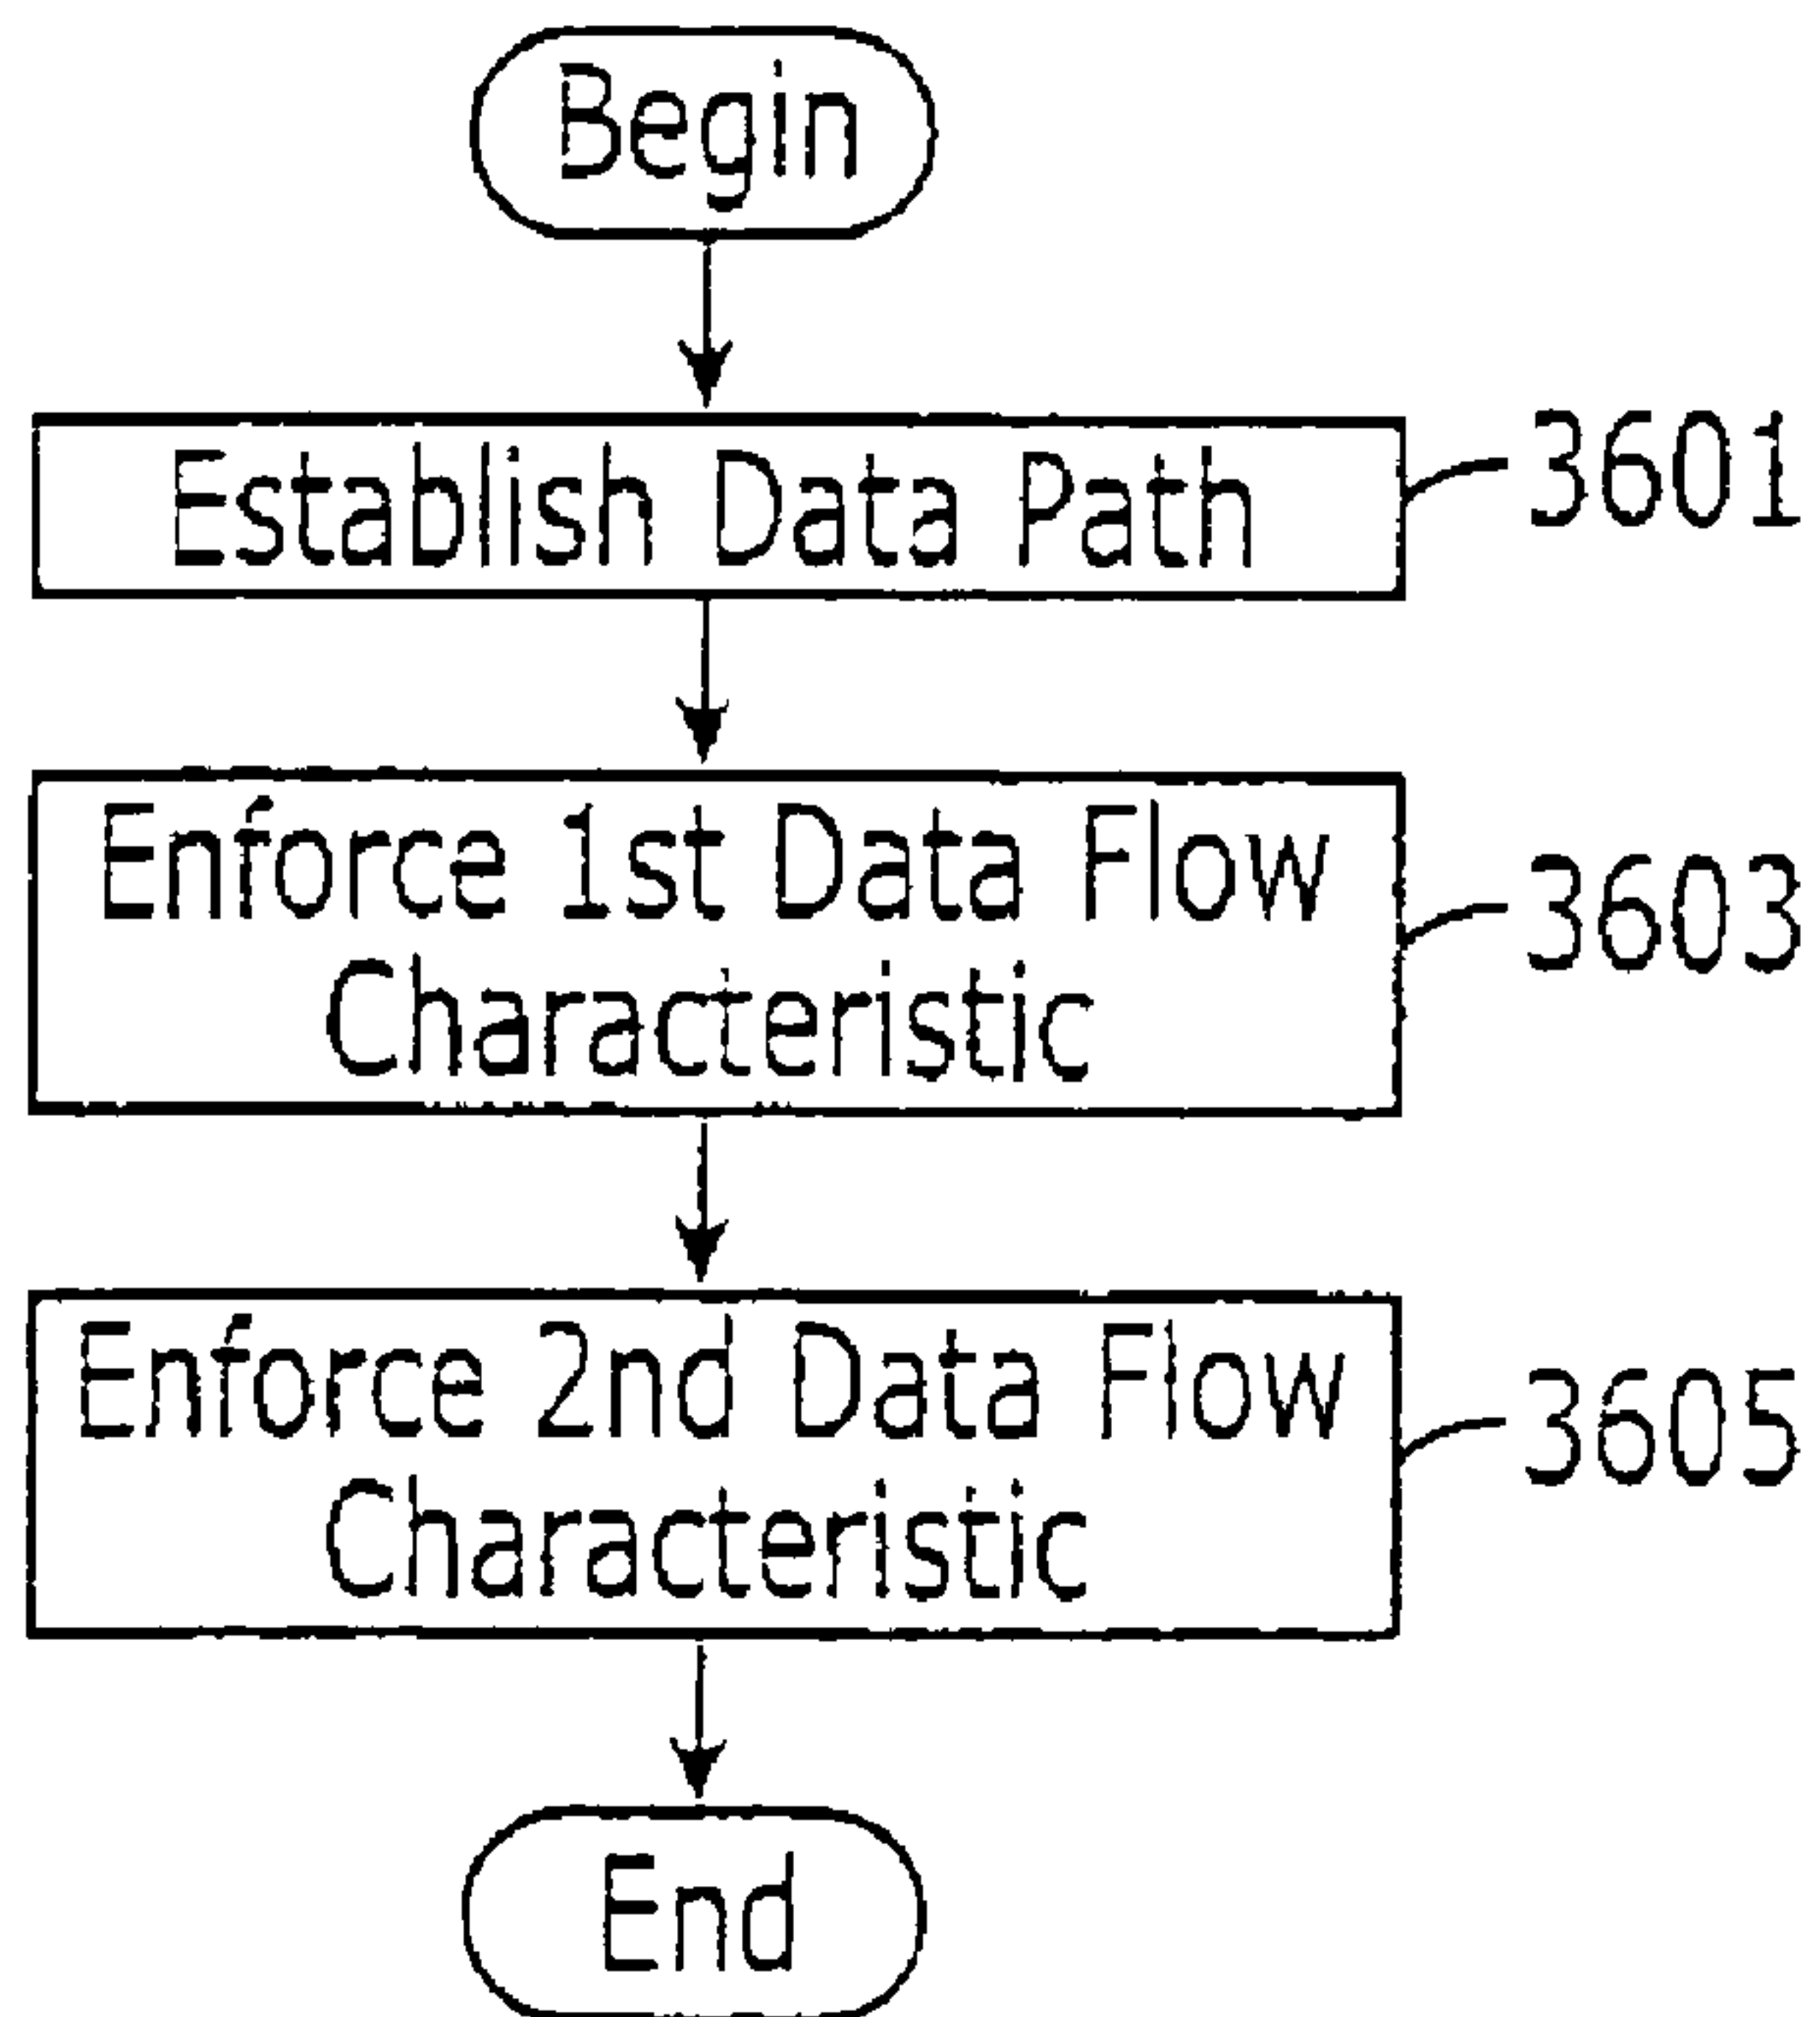 Begin
Establish Data Path
3601
Enforce 1st Data Flow
Characteristic
3603
Enforce 2nd Data Flow
Characteristic
3605
End